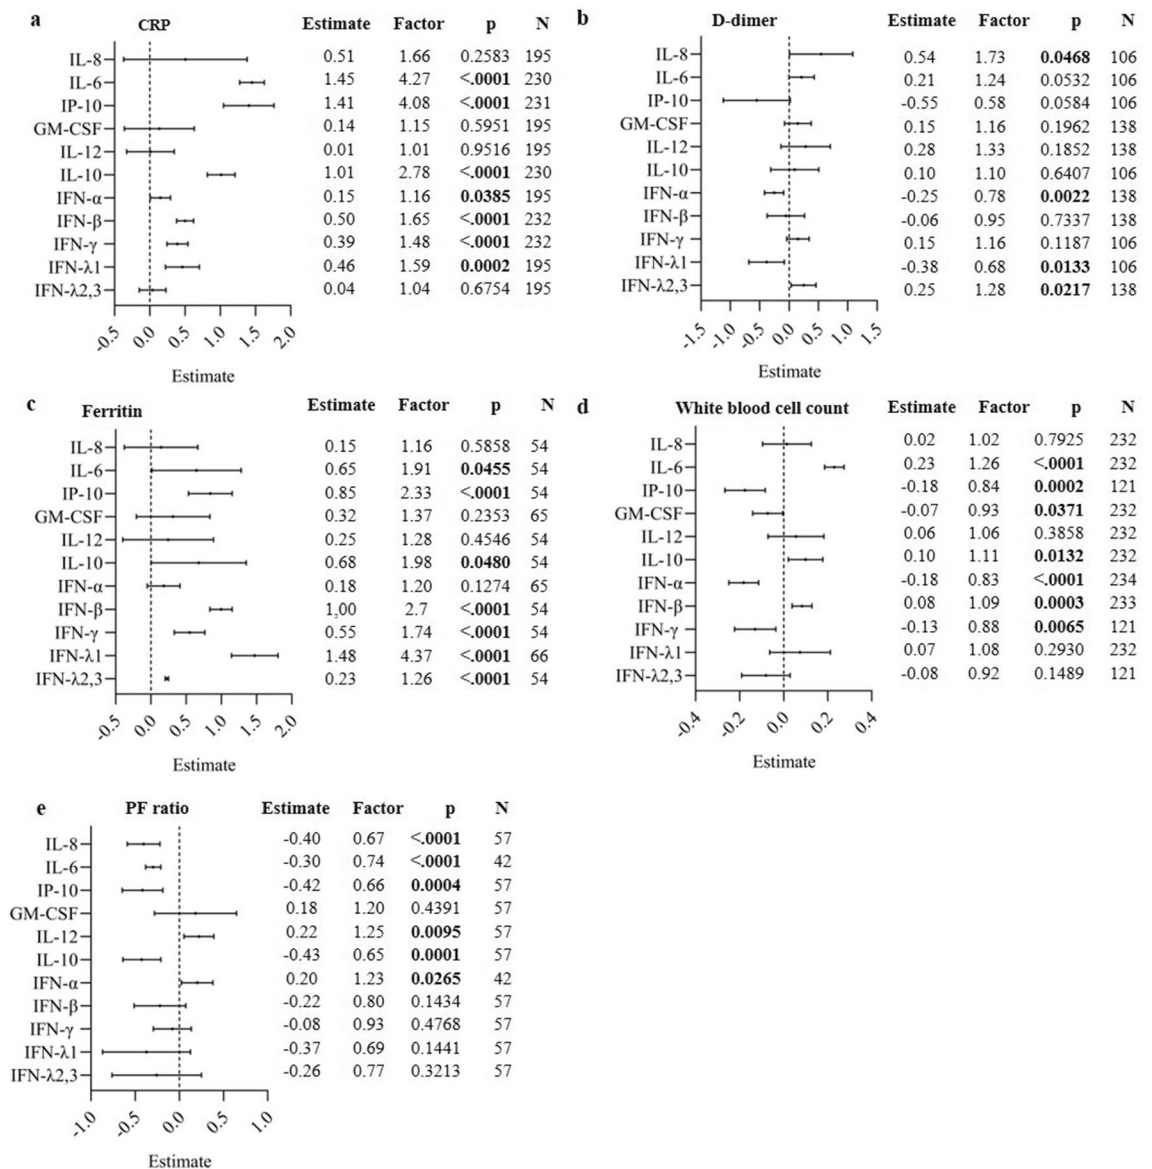 a CRP Estimate Factor p N
IL-8 0.51 1.66 0.2583 195
IL-6 1.45 4.27 <.0001 230
IP-10 1.41 4.08 <.0001 231
GM-CSF 0.14 1.15 0.5951 195
IL-12 0.01 1.01 0.9516 195
IL-10 1.01 2.78 <.0001 230
IFN-α 0.15 1.16 0.0385 195
IFN-β 0.50 1.65 <.0001 232
IFN-γ 0.39 1.48 <.0001 232
IFN-λ1 0.46 1.59 0.0002 195
IFN-λ2,3 0.04 1.04 0.6754 195
-0.5 0.0 0.5 1.0 1.5 2.0
Estimate
b D-dimer Estimate Factor p N
IL-8 0.54 1.73 0.0468 106
IL-6 0.21 1.24 0.0532 106
IP-10 -0.55 0.58 0.0584 106
GM-CSF 0.15 1.16 0.1962 138
IL-12 0.28 1.33 0.1852 138
IL-10 0.10 1.10 0.6407 106
IFN-α -0.25 0.78 0.0022 138
IFN-β -0.06 0.95 0.7337 138
IFN-γ 0.15 1.16 0.1187 106
IFN-λ1 -0.38 0.68 0.0133 106
IFN-λ2,3 0.25 1.28 0.0217 138
-1.5 -1.0 -0.5 0.0 0.5 1.0 1.5
Estimate
c Ferritin Estimate Factor p N
IL-8 0.15 1.16 0.5858 54
IL-6 0.65 1.91 0.0455 54
IP-10 0.85 2.33 <.0001 54
GM-CSF 0.32 1.37 0.2353 65
IL-12 0.25 1.28 0.4546 54
IL-10 0.68 1.98 0.0480 54
IFN-α 0.18 1.20 0.1274 65
IFN-β 1,00 2.7 <.0001 54
IFN-γ 0.55 1.74 <.0001 54
IFN-λ1 1.48 4.37 <.0001 66
IFN-λ2,3 0.23 1.26 <.0001 54
-0.5 0.0 0.5 1.0 1.5 2.0
Estimate
d White blood cell count Estimate Factor p N
IL-8 0.02 1.02 0.7925 232
IL-6 0.23 1.26 <.0001 232
IP-10 -0.18 0.84 0.0002 121
GM-CSF -0.07 0.93 0.0371 232
IL-12 0.06 1.06 0.3858 232
IL-10 0.10 1.11 0.0132 232
IFN-α -0.18 0.83 <.0001 234
IFN-β 0.08 1.09 0.0003 233
IFN-γ -0.13 0.88 0.0065 121
IFN-λ1 0.07 1.08 0.2930 232
IFN-λ2,3 -0.08 0.92 0.1489 121
-0.4 -0.2 0.0 0.2 0.4
Estimate
e PF ratio Estimate Factor p N
IL-8 -0.40 0.67 <.0001 57
IL-6 -0.30 0.74 <.0001 42
IP-10 -0.42 0.66 0.0004 57
GM-CSF 0.18 1.20 0.4391 57
IL-12 0.22 1.25 0.0095 57
IL-10 -0.43 0.65 0.0001 57
IFN-α 0.20 1.23 0.0265 42
IFN-β -0.22 0.80 0.1434 57
IFN-γ -0.08 0.93 0.4768 57
IFN-λ1 -0.37 0.69 0.1441 57
IFN-λ2,3 -0.26 0.77 0.3213 57
-1.0 -0.5 0.0 0.5 1.0
Estimate